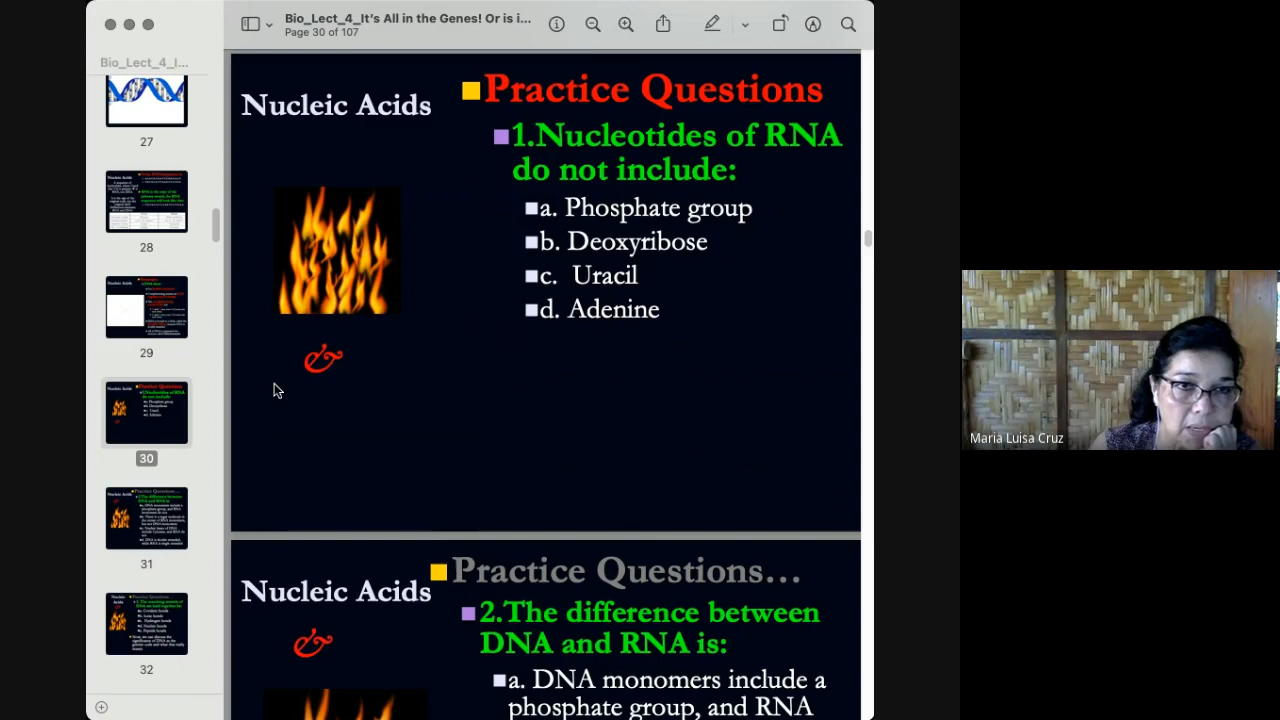 Bio_Lect_4_It's All in the Genes! Or is i...
Page 30 of 107
Bio_Lect_4_I...
27
28
29
30
31
32
Nucleic Acids
Practice Questions
1.Nucleotides of RNA
do not include:
a. Phosphate group
b. Deoxyribose
c. Uracil
d. Adenine
&
Practice Questions...
Nucleic Acids
2.The difference between
DNA and RNA is:
&
a. DNA monomers include a
phosphate group, and RNA
Maria Luisa Cruz